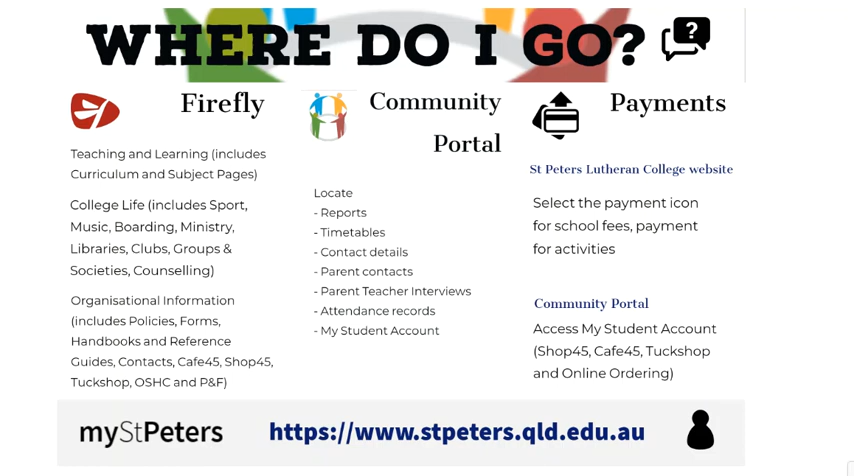 WHERE DO I GO?
Firefly
Teaching and Learning (includes
Curriculum and Subject Pages)
College Life (includes Sport,
Music, Boarding, Ministry,
Libraries, Clubs, Groups &
Societies, Counselling)
Organisational Information
(includes Policies, Forms,
Handbooks and Reference
Guides, Contacts, Cafe45, Shop45,
Tuckshop, OSHC and P&F)
Community
Portal
Locate
- Reports
- Timetables
- Contact details
- Parent contacts
- Parent Teacher Interviews
- Attendance records
- My Student Account
Payments
St Peters Lutheran College website
Select the payment icon
for school fees, payment
for activities
Community Portal
Access My Student Account
(Shop45, Cafe45, Tuckshop
and Online Ordering)
myStPeters
https://www.stpeters.qld.edu.au